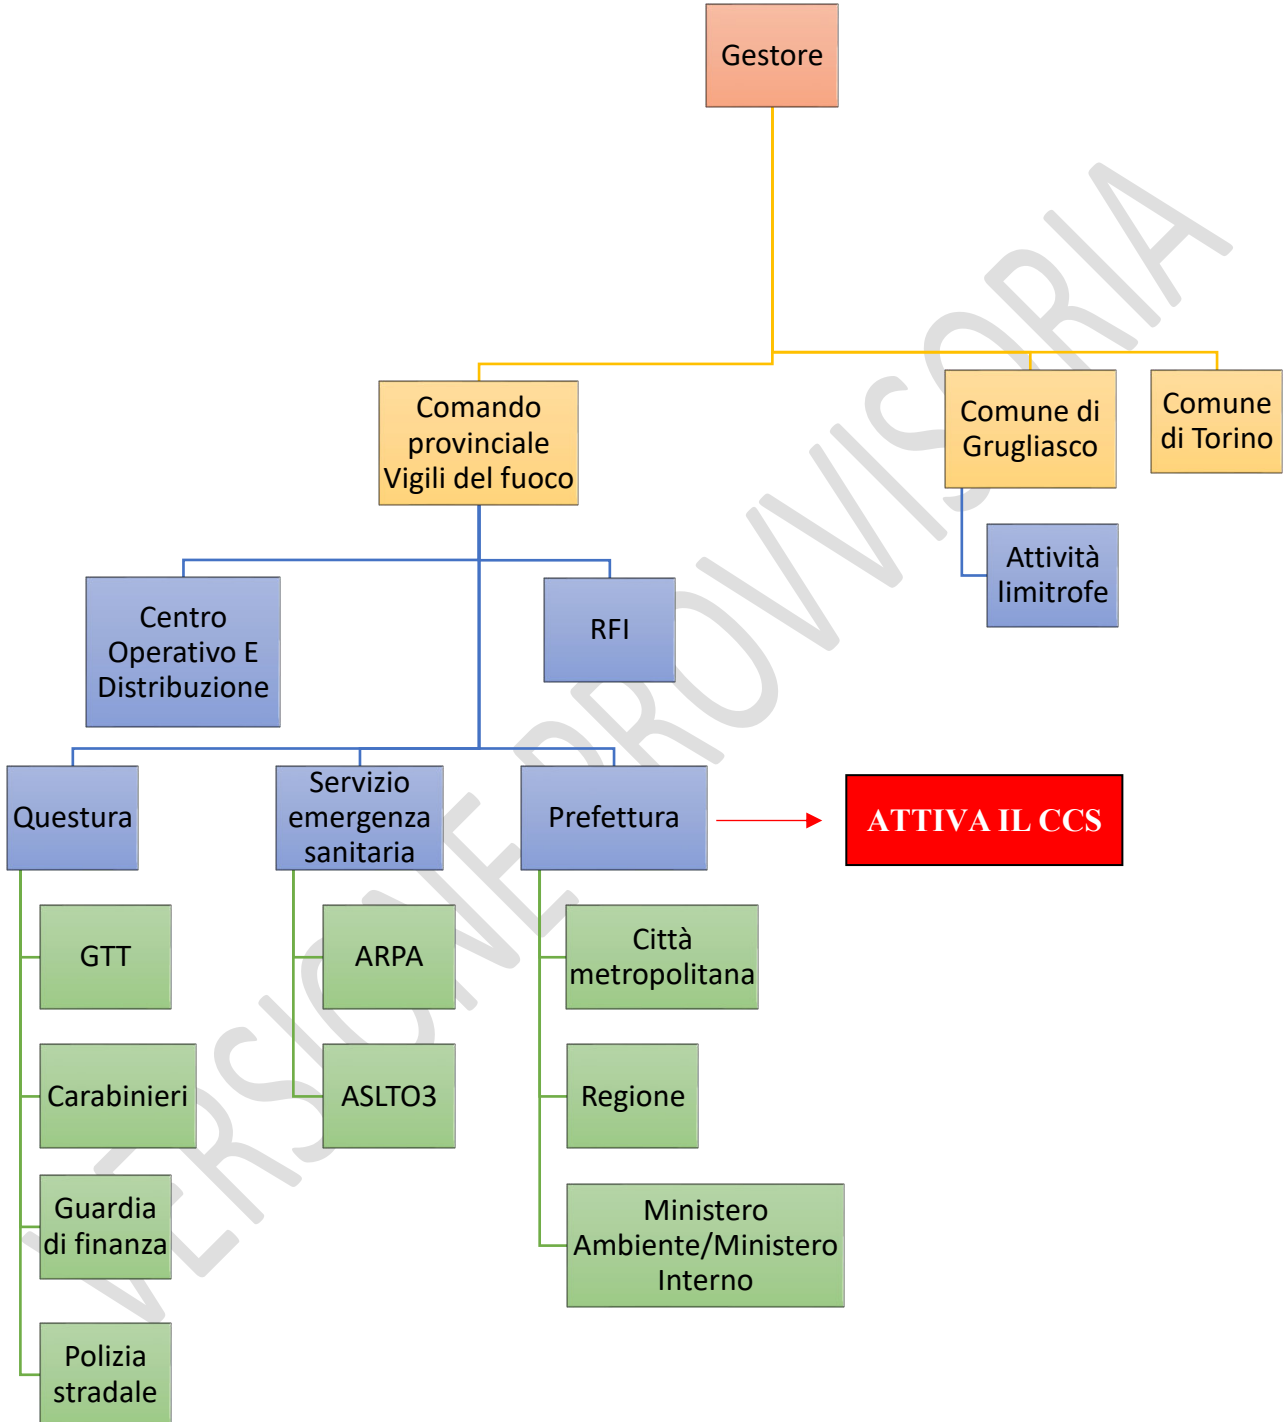 Gestore
Comando
provinciale
Vigili del fuoco
Comune di
Grugliasco
Comune
di Torino
Attività
limitrofe
Centro
Operativo E
Distribuzione
RFI
Questura
Servizio
emergenza
sanitaria
Prefettura
ATTIVA IL CCS
GTT
ARPA
Città
metropolitana
Carabinieri
ASLTO3
Regione
Guardia
di finanza
Ministero
Ambiente/Ministero
Interno
Polizia
stradale
VERSIONE PROVVISORIA